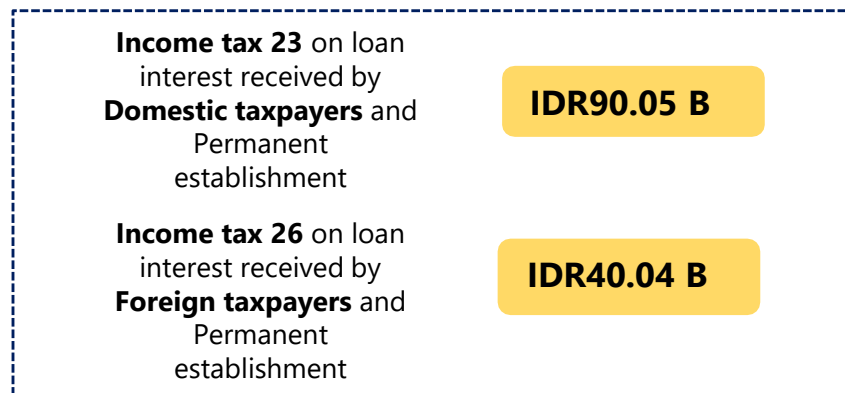 Income tax 23 on loan
interest received by
Domestic taxpayers and
Permanent
establishment
IDR90.05 B
Income tax 26 on loan
interest received by
Foreign taxpayers and
Permanent
establishment
IDR40.04 B